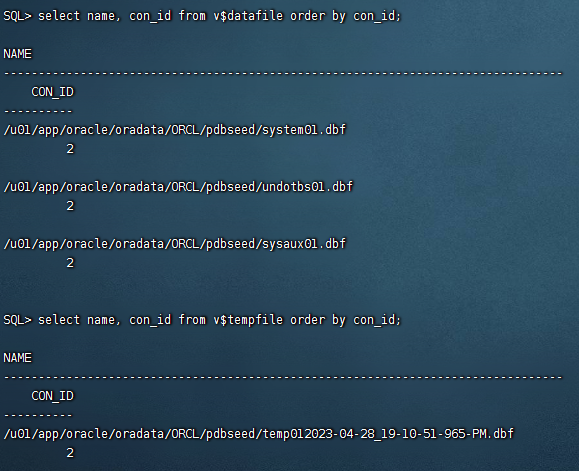 SQL> select name, con_id from v$datafile order by con_id;
NAME
--------------------------------------------------------------------------------
CON_ID
----------
/u01/app/oracle/oradata/ORCL/pdbseed/system01.dbf
2
/u01/app/oracle/oradata/ORCL/pdbseed/undotbs01.dbf
2
/u01/app/oracle/oradata/ORCL/pdbseed/sysaux01.dbf
2
SQL> select name, con_id from v$tempfile order by con_id;
NAME
--------------------------------------------------------------------------------
CON_ID
----------
/u01/app/oracle/oradata/ORCL/pdbseed/temp012023-04-28_19-10-51-965-PM.dbf
2